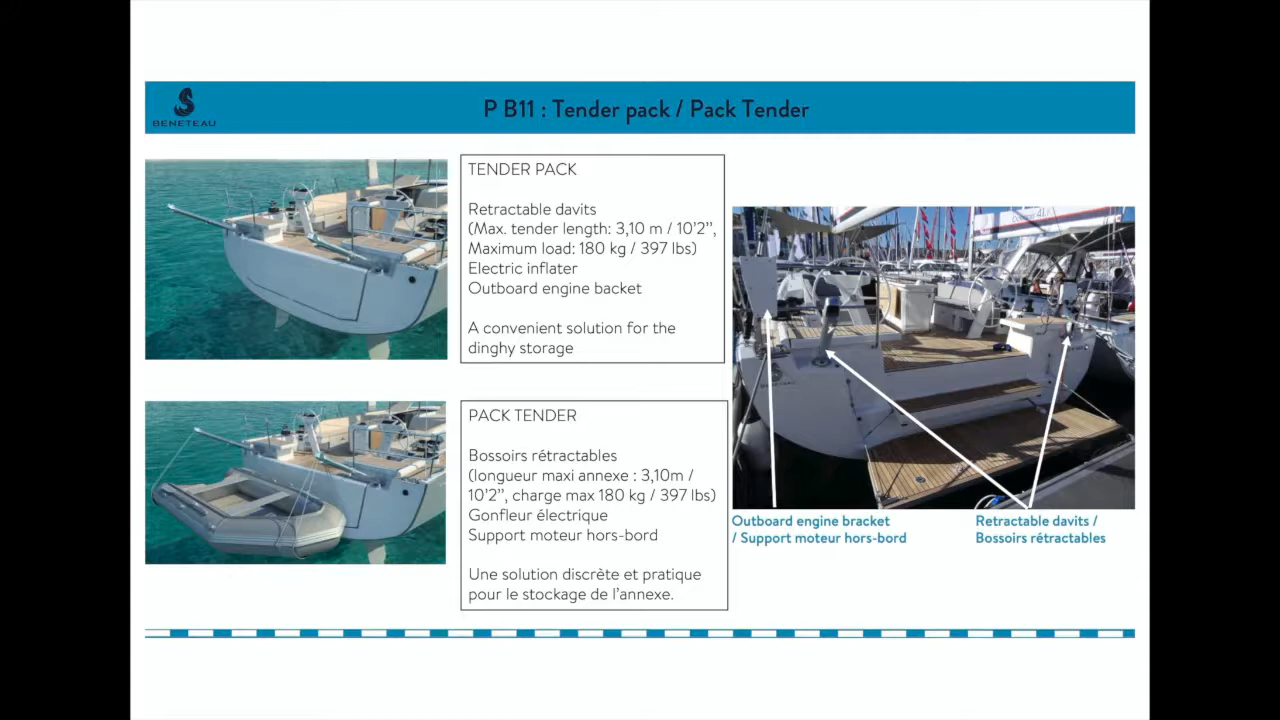 BENETEAU
P B11 : Tender pack / Pack Tender
TENDER PACK
Retractable davits
(Max. tender length: 3,10 m / 10’2’’,
Maximum load: 180 kg / 397 lbs)
Electric inflater
Outboard engine backet
A convenient solution for the
dinghy storage
PACK TENDER
Bossoirs rétractables
(longueur maxi annexe : 3,10m /
10’2’’, charge max 180 kg / 397 lbs)
Gonfleur électrique
Support moteur hors-bord
Une solution discrète et pratique
pour le stockage de l’annexe.
Outboard engine bracket
/ Support moteur hors-bord
Retractable davits /
Bossoirs rétractables